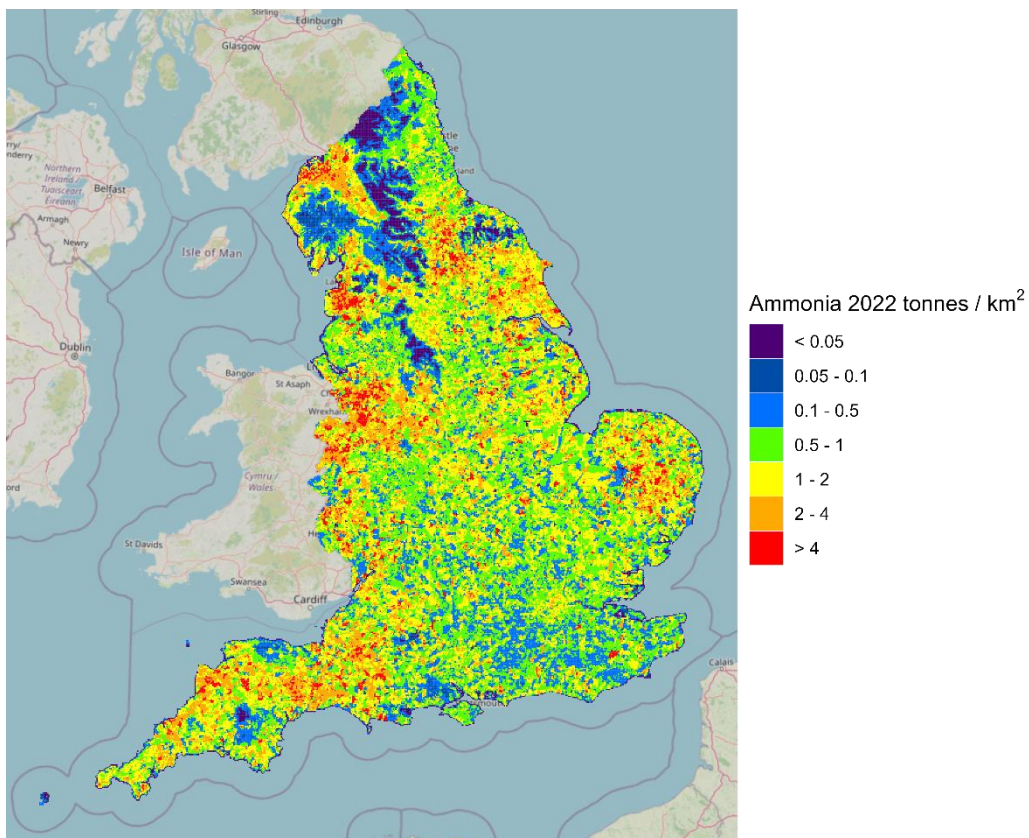 Stirling
Edinburgh
Glasgow
Northern
Ireland /
Tuaisceart
Éireann
Belfast
Armagh
Newry
Isle of Man
Dublin
Bangor
St Asaph
Wrexham
Cymru /
Wales
St Davids
Swansea
Cardiff
Calais
Ammonia 2022 tonnes / km²
< 0.05
0.05 - 0.1
0.1 - 0.5
0.5 - 1
1 - 2
2 - 4
> 4